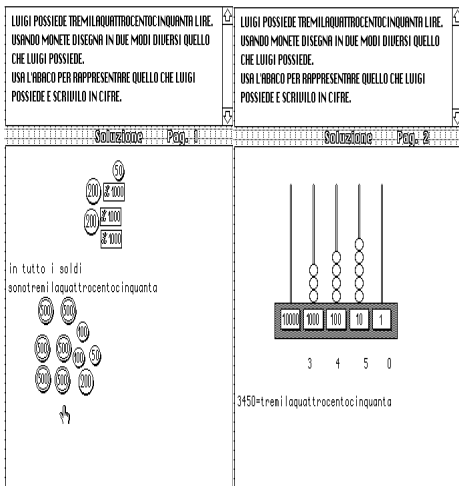 LUIGI POSSIEDE TREMILAQUATTROCENTOCINQUANTA LIRE.
USANDO MONETE DISEGNA IN DUE MODI DIVERSI QUELLO
CHE LUIGI POSSIEDE.
USA L'ABACO PER RAPPRESENTARE QUELLO CHE LUIGI
POSSIEDE E SCRIVILO IN CIFRE.
Soluzione Pag. 1
50
200 £ 1000
200 £ 1000
£ 1000
in tutto i soldi
sonotremilaquattrocentocinquanta
500 500
100
500 500 100 50
500 500 200
LUIGI POSSIEDE TREMILAQUATTROCENTOCINQUANTA LIRE.
USANDO MONETE DISEGNA IN DUE MODI DIVERSI QUELLO
CHE LUIGI POSSIEDE.
USA L'ABACO PER RAPPRESENTARE QUELLO CHE LUIGI
POSSIEDE E SCRIVILO IN CIFRE.
Soluzione Pag. 2
10000 1000 100 10 1
3 4 5 0
3450=tremilaquattrocentocinquanta